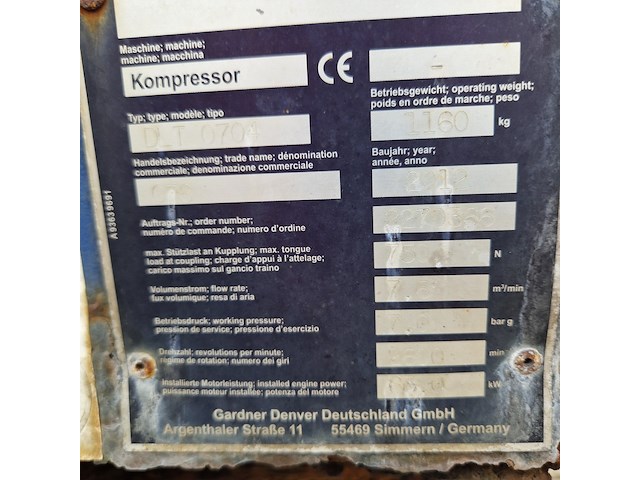 Maschine; machine;
machine; macchina
Kompressor
CE
-
Betriebsgewicht; operating weight;
poids en ordre de marche; peso
Typ; type; modèle; tipo
1160 kg
Handelsbezeichnung; trade name; dénomination
commerciale; denominazione commerciale
Baujahr; year;
année, anno
A93639691
Auftrags-Nr.; order number;
numéro de commande; numero d'ordine
max. Stützlast an Kupplung; max. tongue
load at coupling; charge d'appui à l'attelage;
carico massimo sul gancio traino
N
Volumenstrom; flow rate;
fux volumique; resa di aria
m³/min
Betriebsdruck; working pressure;
pression de service; pressione d'esercizio
bar g
Drehzahl; revolutions per minute;
régime de rotation; numero dei giri
min
Installierte Motorleistung; installed engine power;
puissance moteur installée; potenza del motore
kW
Gardner Denver Deutschland GmbH
Argenthaler Straße 11 55469 Simmern / Germany